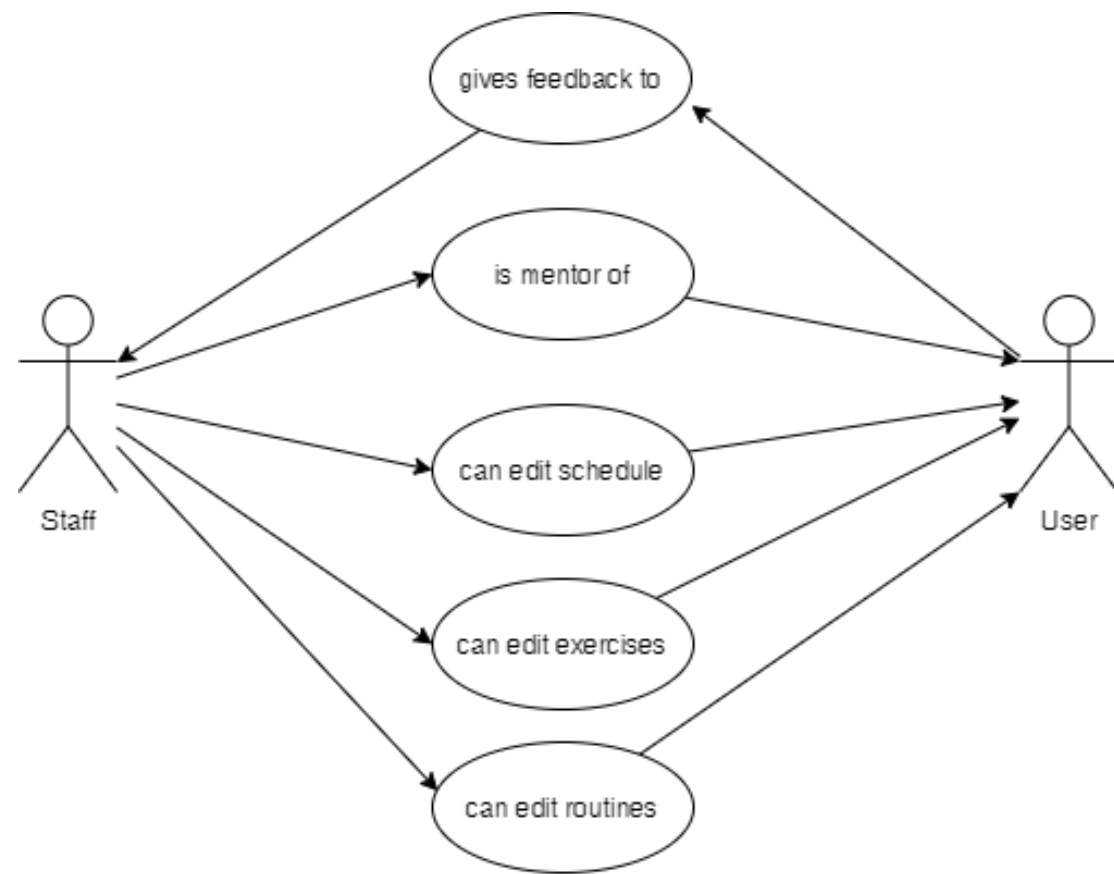 gives feedback to
is mentor of
can edit schedule
Staff
User
can edit exercises
can edit routines